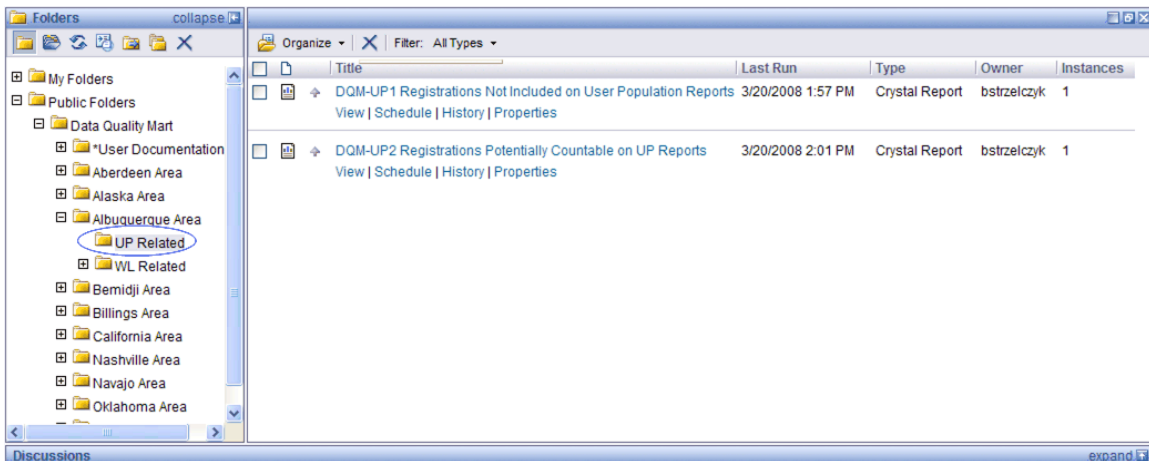 Folders collapse
Organize Filter: All Types
My Folders
Public Folders
Data Quality Mart
*User Documentation
Aberdeen Area
Alaska Area
Albuquerque Area
UP Related
WL Related
Bemidji Area
Billings Area
California Area
Nashville Area
Navajo Area
Oklahoma Area
Title Last Run Type Owner Instances
DQM-UP1 Registrations Not Included on User Population Reports 3/20/2008 1:57 PM Crystal Report bstrzelczyk 1
View | Schedule | History | Properties
DQM-UP2 Registrations Potentially Countable on UP Reports 3/20/2008 2:01 PM Crystal Report bstrzelczyk 1
View | Schedule | History | Properties
Discussions expand